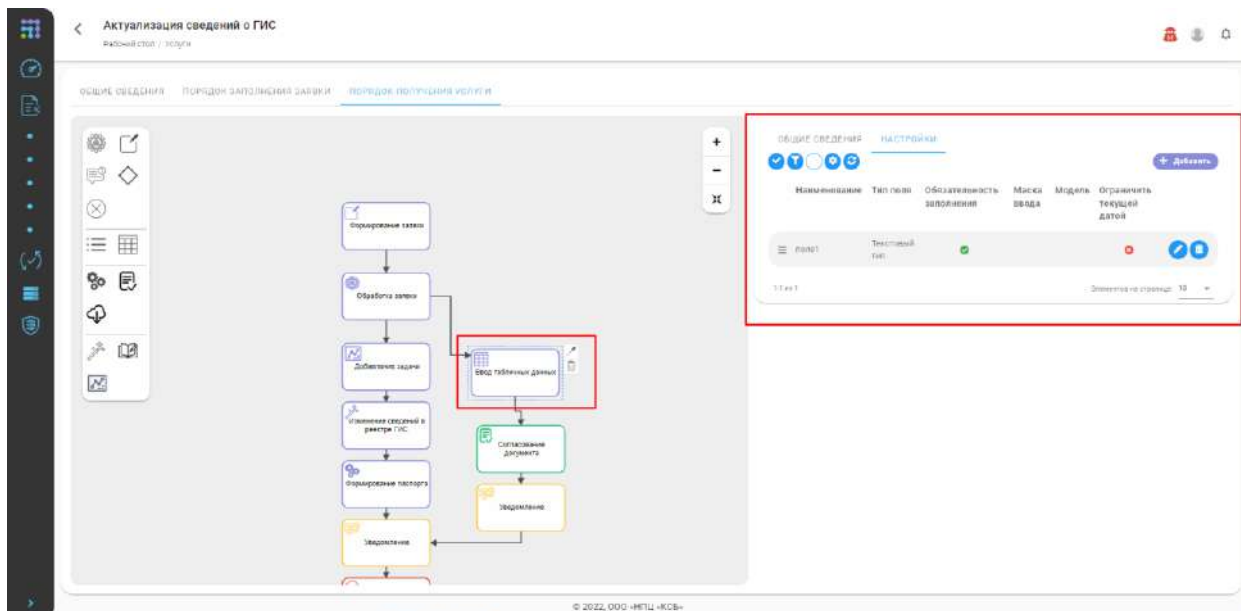 Актуализация сведений о ГИС
Рабочий стол / Услуги
ОБЩИЕ СВЕДЕНИЯ ПОРЯДОК ЗАПОЛНЕНИЯ ЗАЯВКИ ПОРЯДОК ПОЛУЧЕНИЯ УСЛУГИ
ОБЩИЕ СВЕДЕНИЯ НАСТРОЙКИ
+ Добавить
Наименование Тип поля Обязательность заполнения Маска ввода Модель Ограничить текущей датой
поле1 Текстовый тип
1-1 из 1 Элементов на странице 10
Формирование заявки
Обработка заявки
Добавление задачи
Ввод табличных данных
Изменение сведений в
реестре ГИС
Согласование
документа
Формирование паспорта
Уведомление
Уведомление
© 2022, ООО «НПЦ «КСБ»